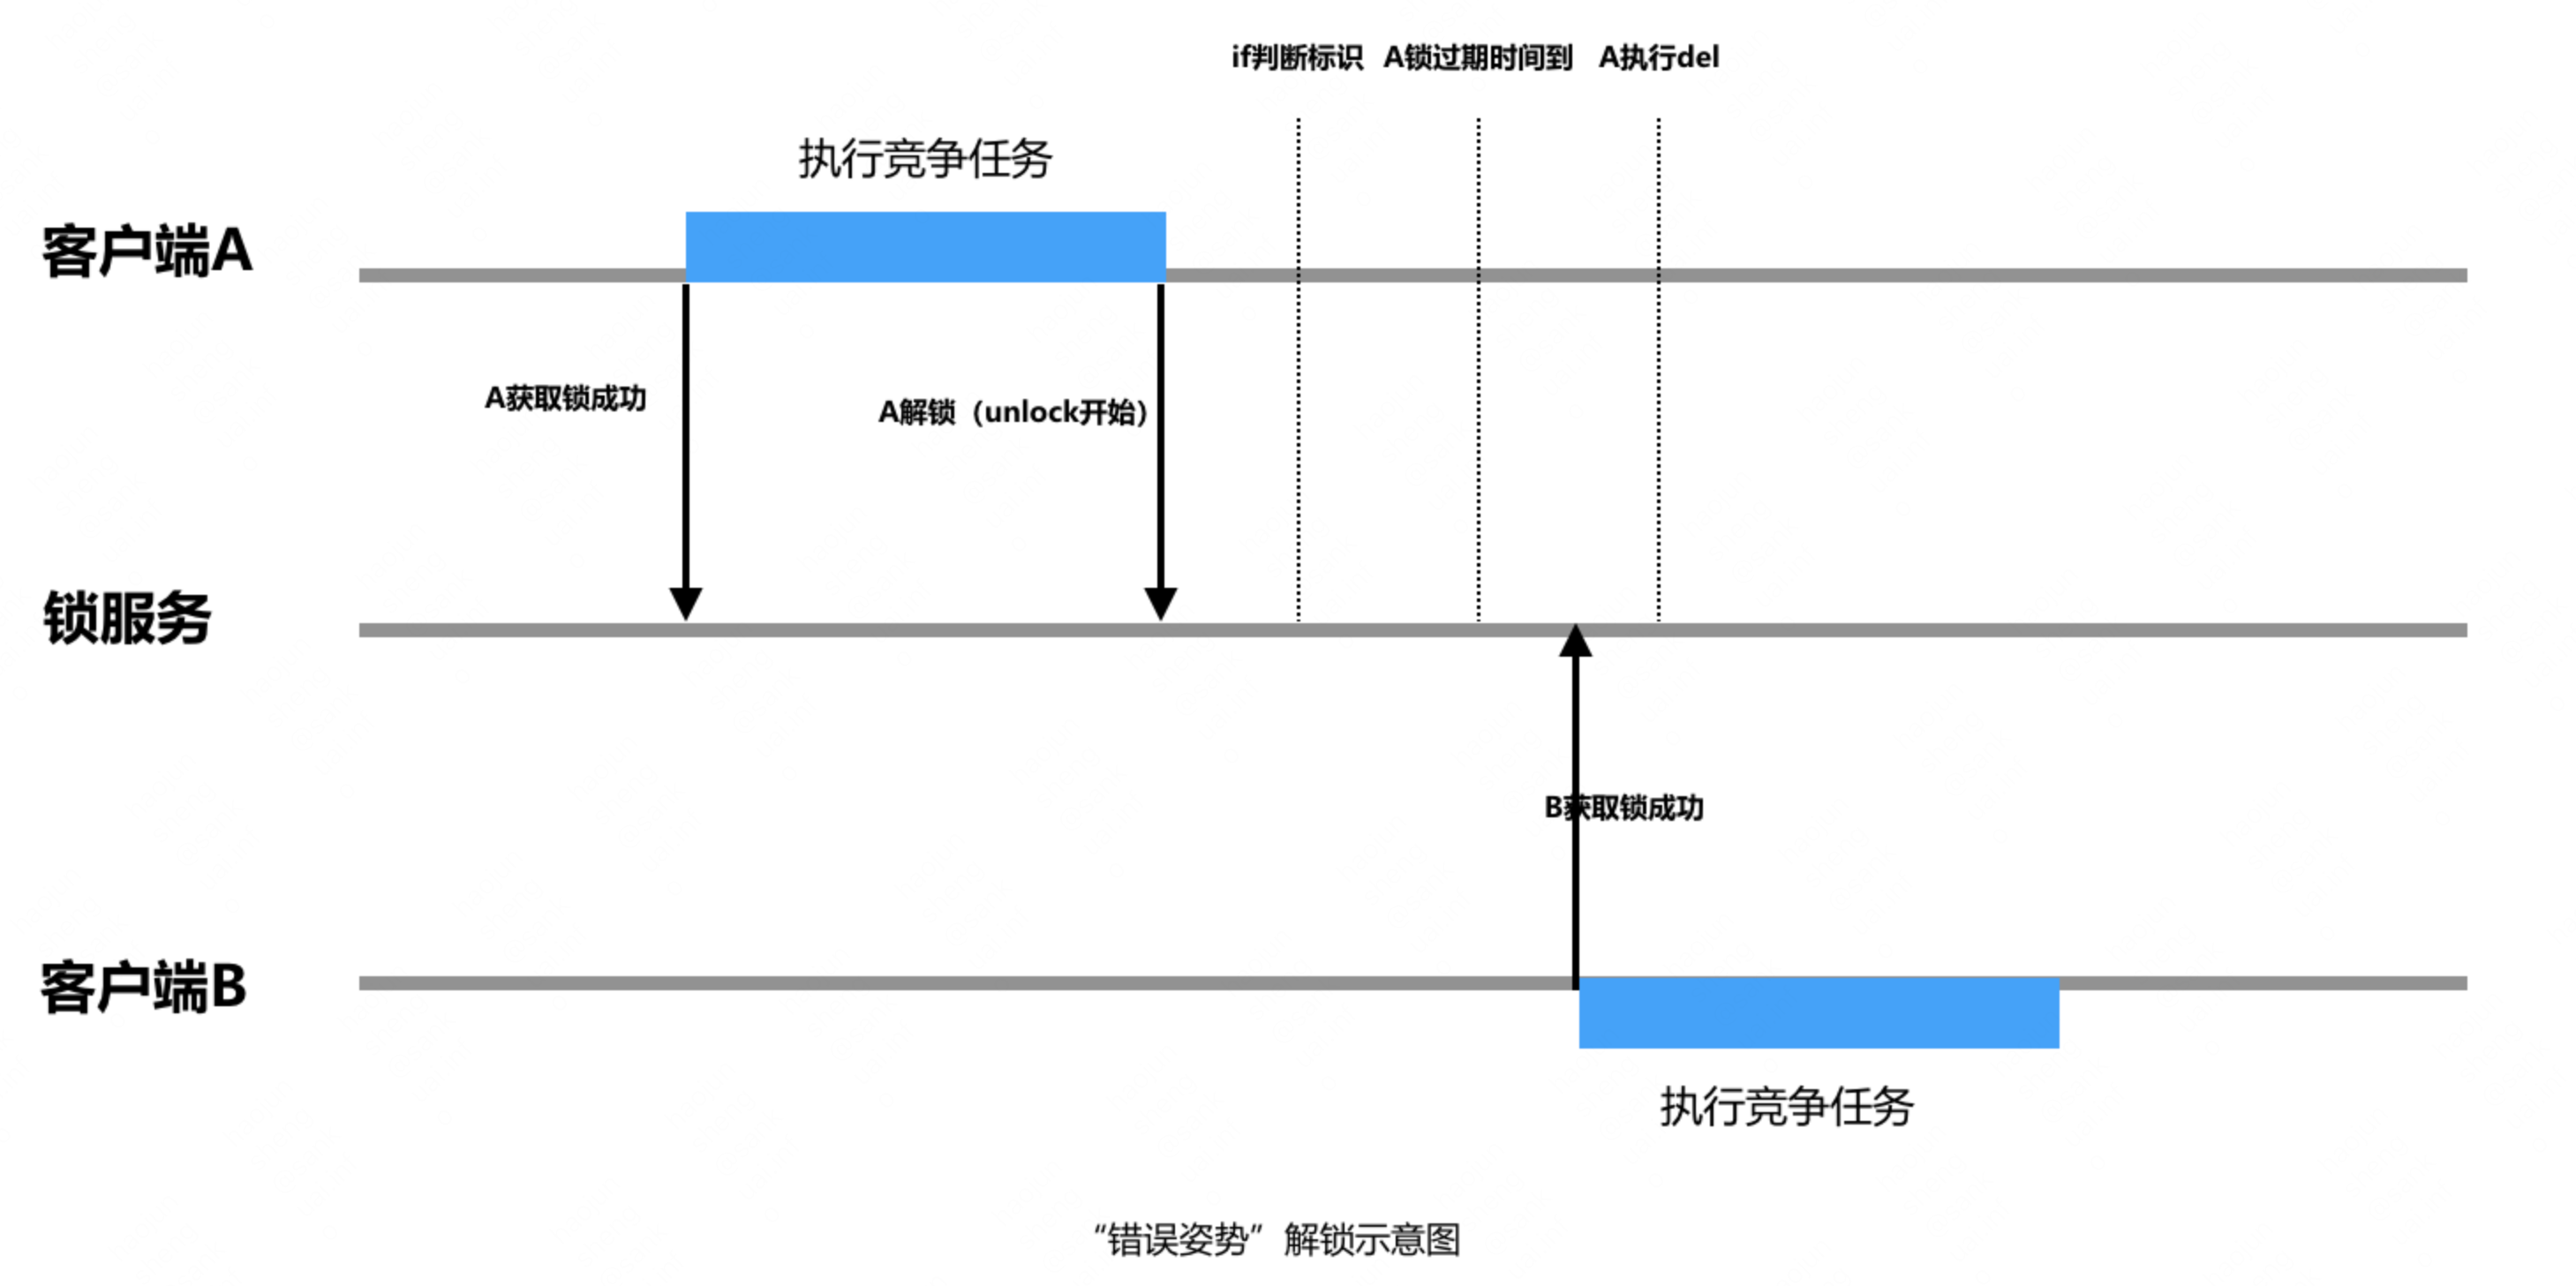 if判断标识 A锁过期时间到 A执行del
执行竞争任务
客户端A
A获取锁成功
A解锁（unlock开始）
锁服务
B获取锁成功
客户端B
执行竞争任务
“错误姿势”解锁示意图